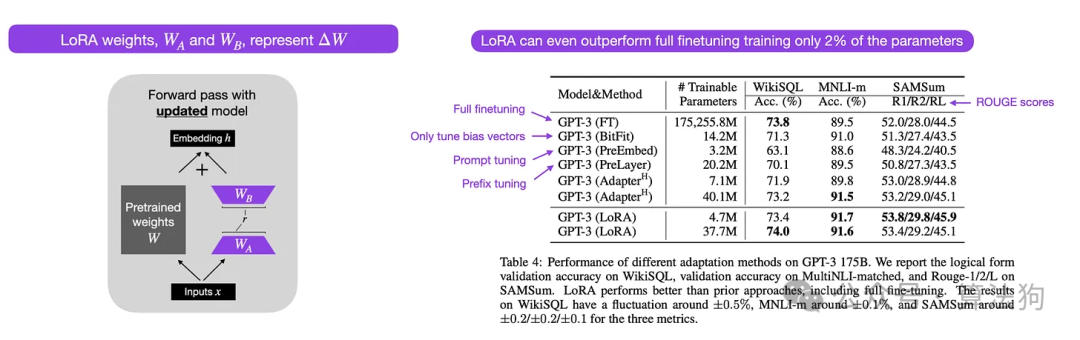 LoRA weights, W_A and W_B, represent ΔW
Forward pass with
updated model
Embedding h
+
Pretrained
weights
W
W_B
r
W_A
Inputs x
LoRA can even outperform full finetuning training only 2% of the parameters
Full finetuning
Only tune bias vectors
Prompt tuning
Prefix tuning
ROUGE scores
Model&Method # Trainable Parameters WikiSQL Acc. (%) MNLI-m Acc. (%) SAMSum R1/R2/RL
GPT-3 (FT) 175,255.8M 73.8 89.5 52.0/28.0/44.5
GPT-3 (BitFit) 14.2M 71.3 91.0 51.3/27.4/43.5
GPT-3 (PreEmbed) 3.2M 63.1 88.6 48.3/24.2/40.5
GPT-3 (PreLayer) 20.2M 70.1 89.5 50.8/27.3/43.5
GPT-3 (Adapter^H) 7.1M 71.9 89.8 53.0/28.9/44.8
GPT-3 (Adapter^H) 40.1M 73.2 91.5 53.2/29.0/45.1
GPT-3 (LoRA) 4.7M 73.4 91.7 53.8/29.8/45.9
GPT-3 (LoRA) 37.7M 74.0 91.6 53.4/29.2/45.1
Table 4: Performance of different adaptation methods on GPT-3 175B. We report the logical form
validation accuracy on WikiSQL, validation accuracy on MultiNLI-matched, and Rouge-1/2/L on
SAMSum. LoRA performs better than prior approaches, including full fine-tuning. The results
on WikiSQL have a fluctuation around ±0.5%, MNLI-m around ±0.1%, and SAMSum around
±0.2/±0.2/±0.1 for the three metrics.
公众号 · 算法狗